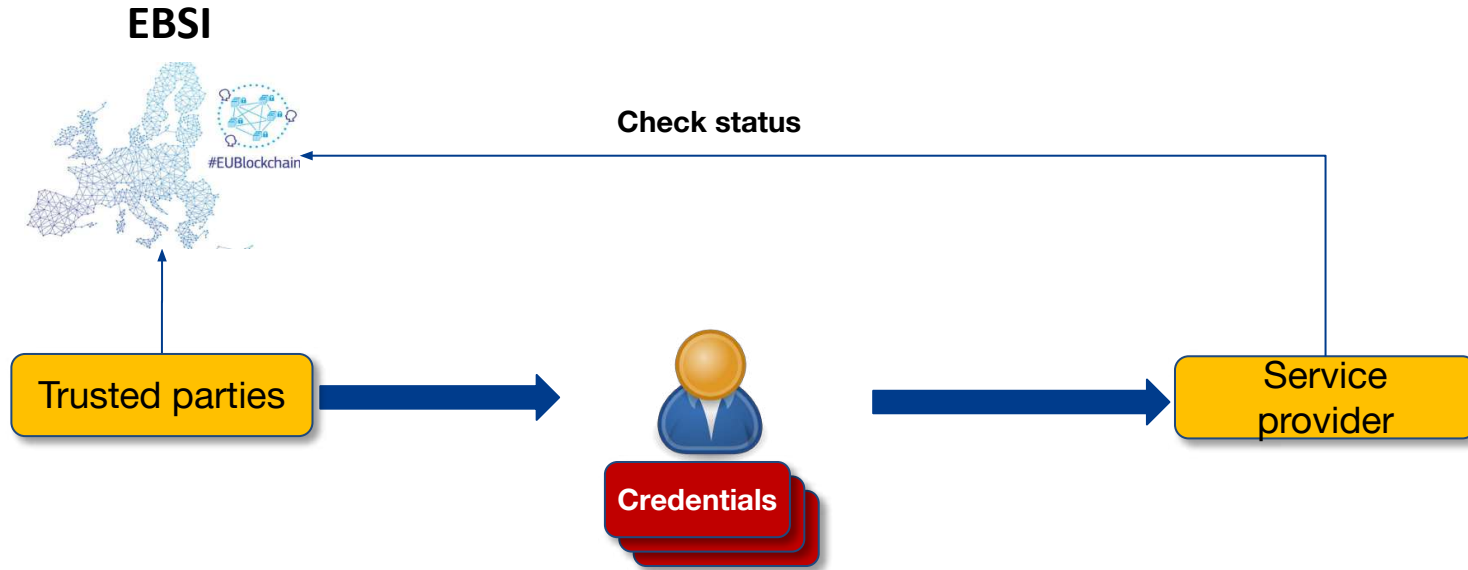 EBSI
#EUBlockchain
Check status
Trusted parties
Service
provider
Credentials